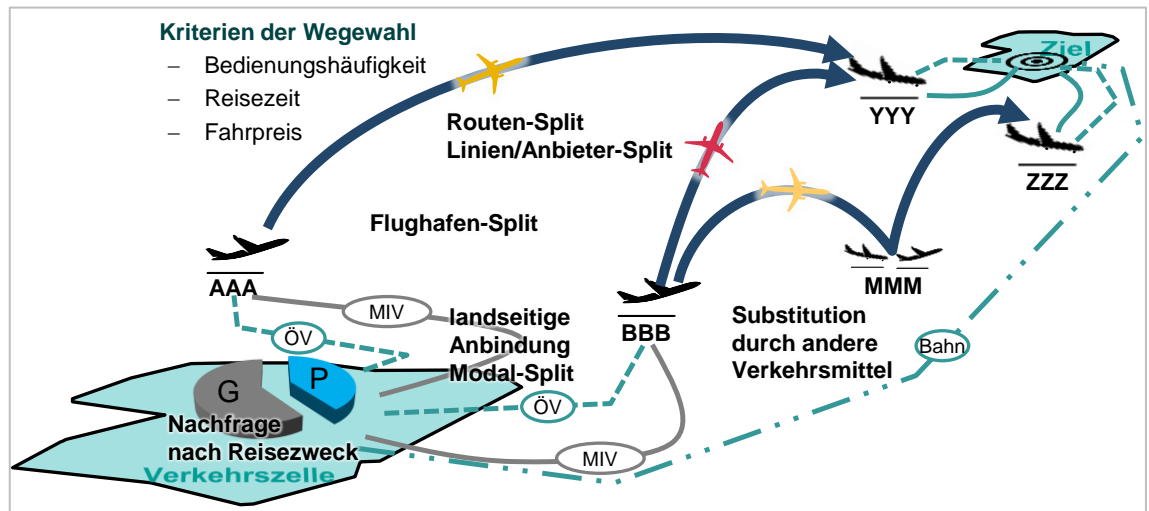 Kriterien der Wegewahl
– Bedienungshäufigkeit
– Reisezeit
– Fahrpreis
Ziel
YYY
Routen-Split
Linien/Anbieter-Split
ZZZ
Flughafen-Split
AAA
MMM
MIV
BBB
ÖV
landseitige
Anbindung
Modal-Split
Substitution
durch andere
Verkehrsmittel
Bahn
G
P
ÖV
Nachfrage
nach Reisezweck
MIV
Verkehrszelle